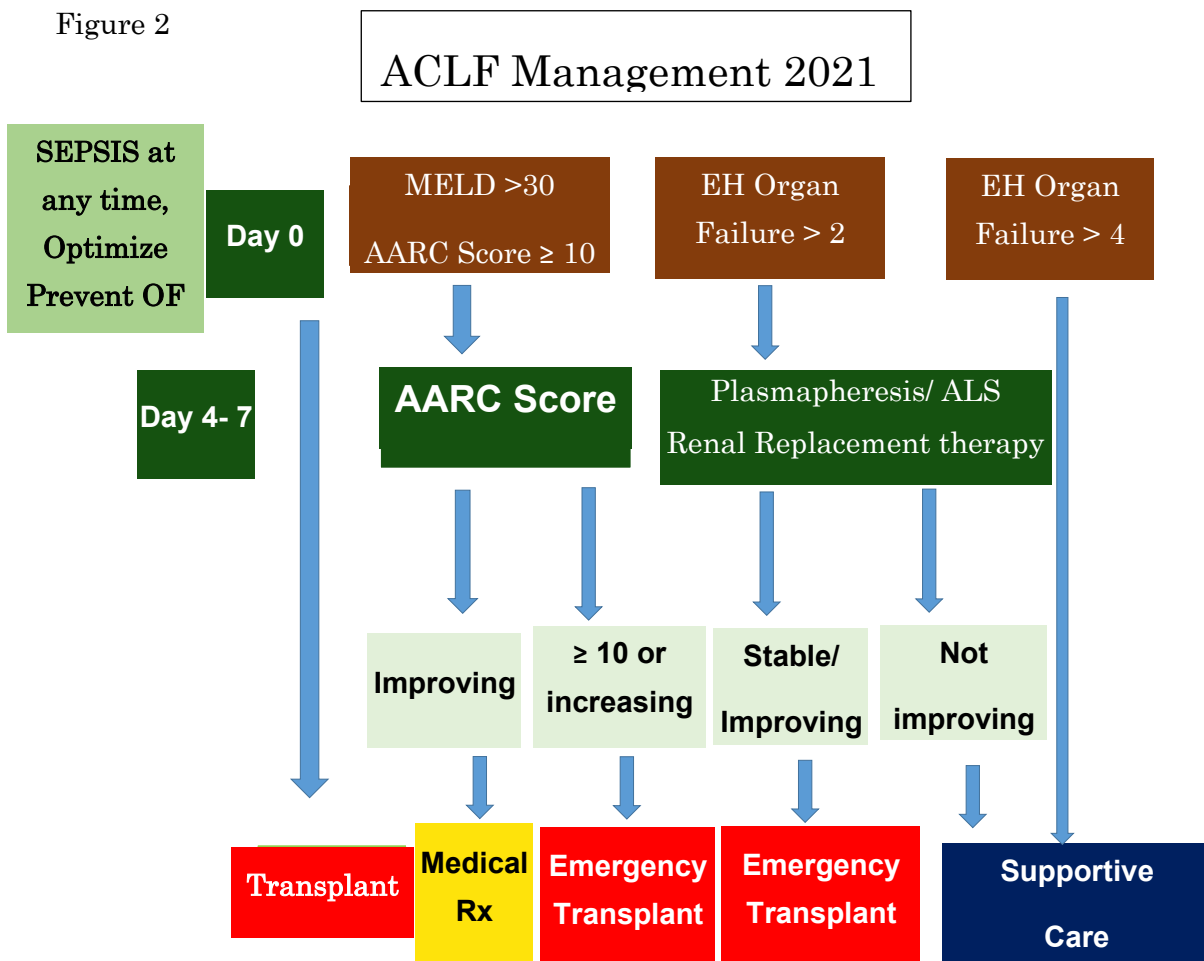 Figure 2
ACLF Management 2021
SEPSIS at
any time,
Optimize
Prevent OF
Day 0
MELD >30
AARC Score ≥ 10
EH Organ
Failure > 2
EH Organ
Failure > 4
Day 4- 7
AARC Score
Plasmapheresis/ ALS
Renal Replacement therapy
Improving
≥ 10 or
increasing
Stable/
Improving
Not
improving
Transplant
Medical
Rx
Emergency
Transplant
Emergency
Transplant
Supportive
Care